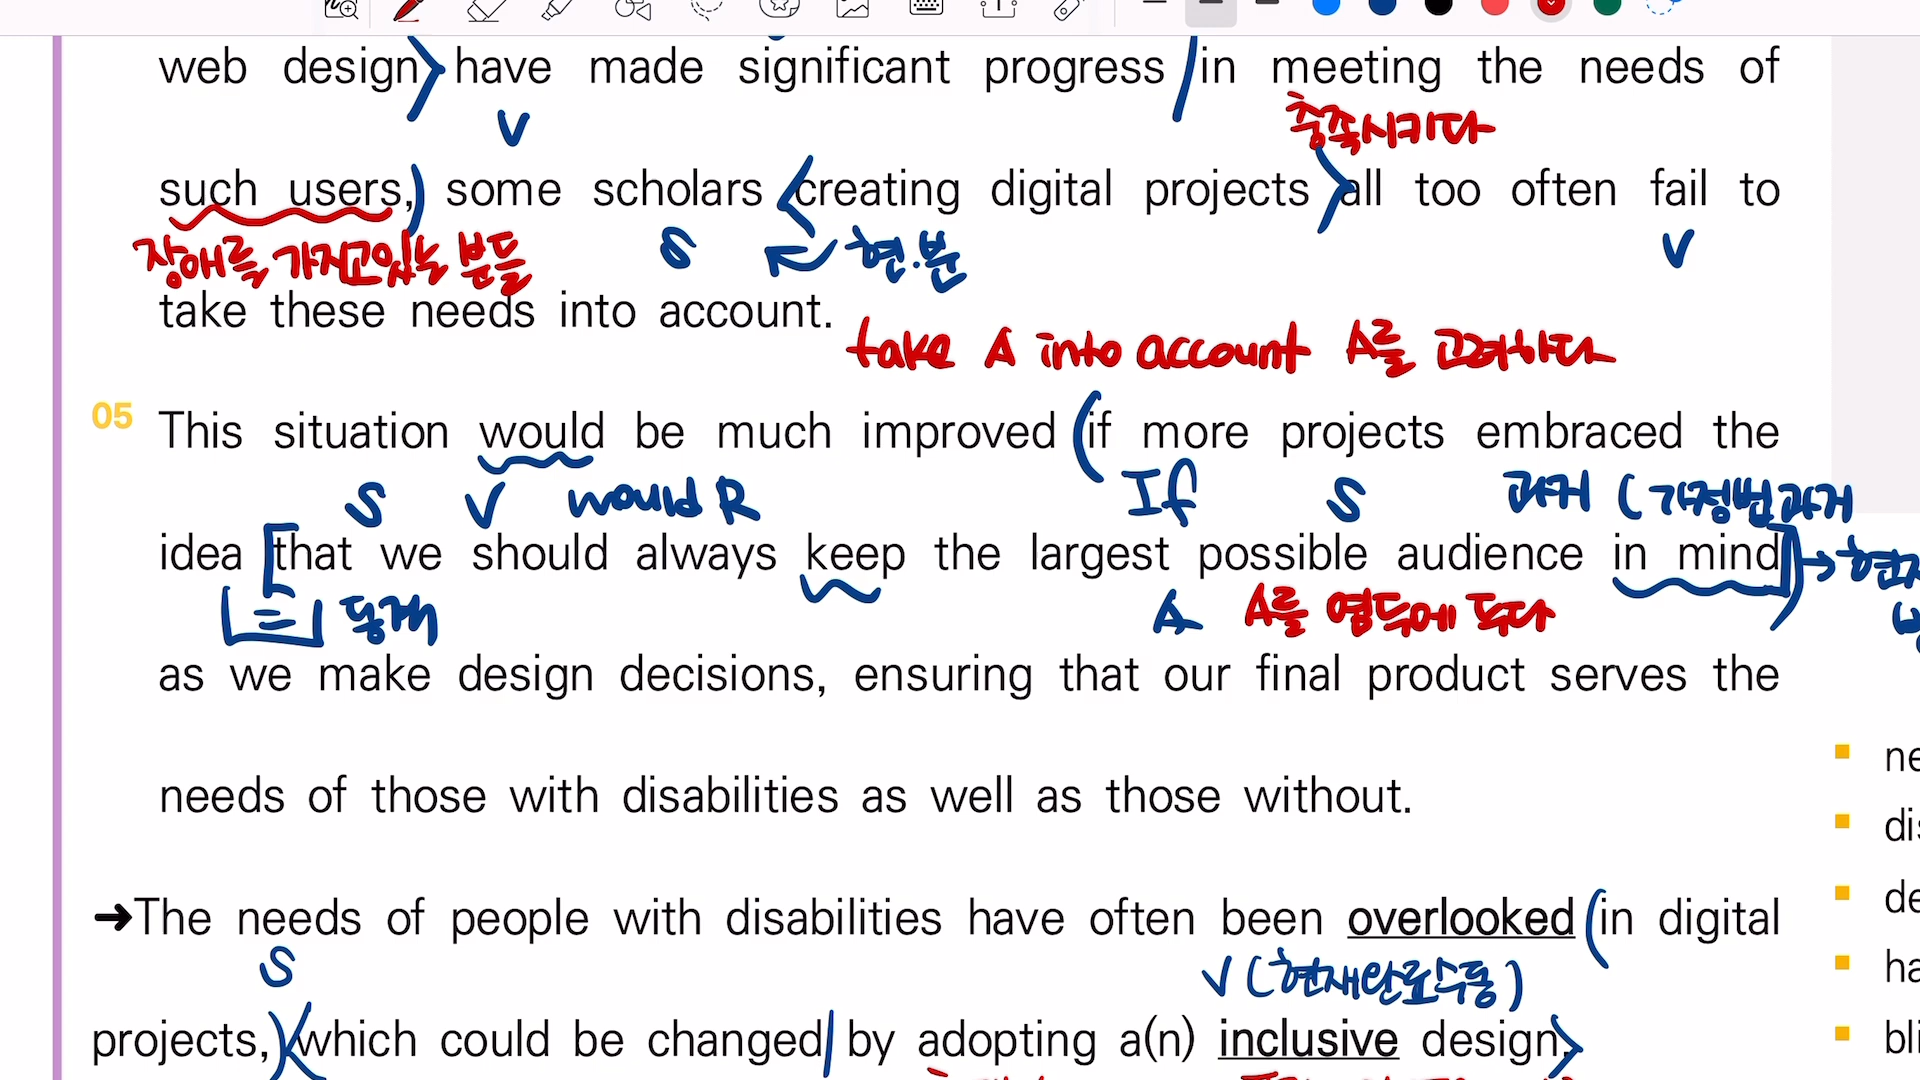 web design have made significant progress in meeting the needs of
V
충족시키다
such users, some scholars creating digital projects all too often fail to
장애를 가지고있는 분들 S 현.분 V
take these needs into account.
take A into account A를 고려하다
05 This situation would be much improved if more projects embraced the
S V would R If S 과거 (가정법과거
idea that we should always keep the largest possible audience in mind
= 동격 A A를 염두에 두다
as we make design decisions, ensuring that our final product serves the
needs of those with disabilities as well as those without.
→The needs of people with disabilities have often been overlooked in digital
S V (현재완료수동)
projects, which could be changed by adopting a(n) inclusive design.